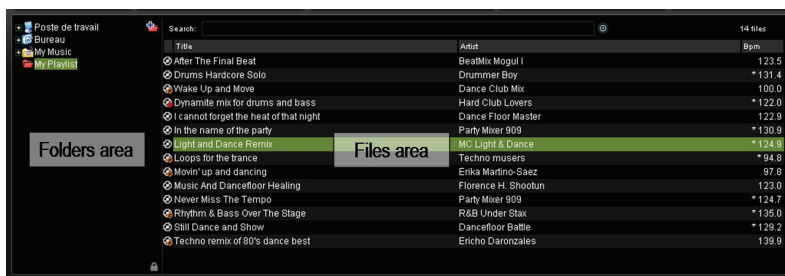 Poste de travail
Bureau
My Music
My Playlist
Folders area
Search:
14 files
Title Artist Bpm
After The Final Beat BeatMix Mogul I 123.5
Drums Hardcore Solo Drummer Boy * 131.4
Wake Up and Move Dance Club Mix 100.0
Dynamite mix for drums and bass Hard Club Lovers * 122.0
I cannot forget the heat of that night Dance Floor Master 122.9
In the name of the party Party Mixer 909 * 130.9
Light and Dance Remix MC Light & Dance * 124.9
Files area
Loops for the trance Techno musers * 94.8
Movin' up and dancing Erika Martino-Saez 97.8
Music And Dancefloor Healing Florence H. Shootun 123.0
Never Miss The Tempo Party Mixer 909 * 124.7
Rhythm & Bass Over The Stage R&B Under Stax * 135.0
Still Dance and Show Dancefloor Battle * 129.2
Techno remix of 80's dance best Ericho Daronzales 139.9